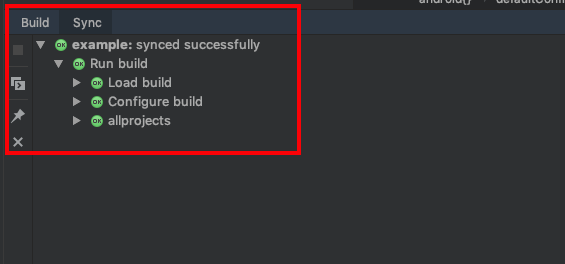 android{} › defaultConfi
Build Sync
OK example: synced successfully
OK Run build
OK Load build
OK Configure build
OK allprojects